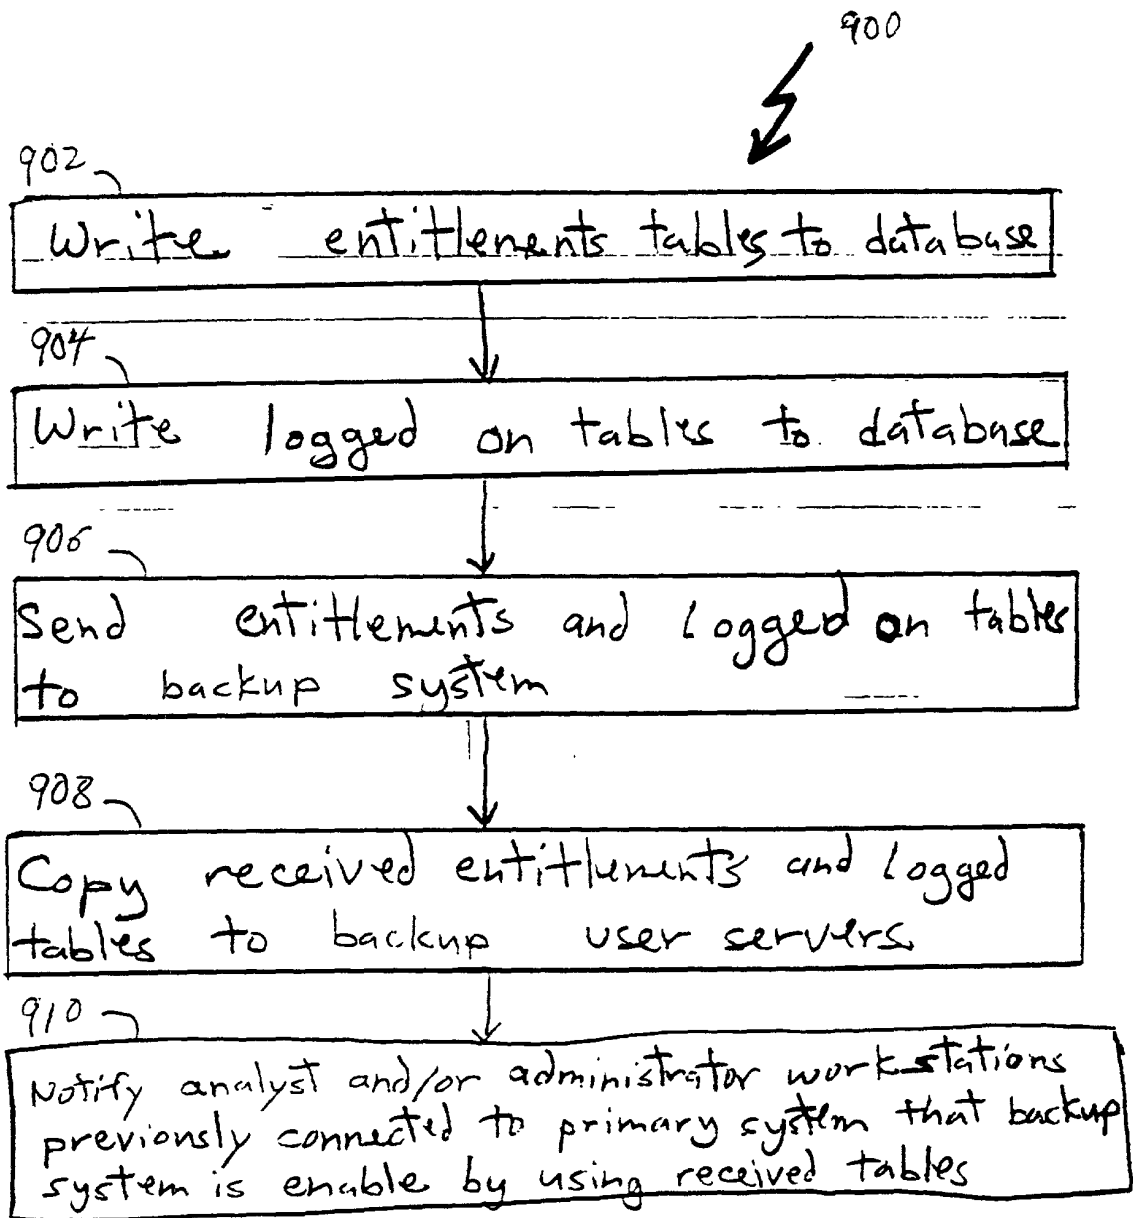 900
902
Write entitlements tables to database
904
Write logged on tables to database
906
Send entitlements and logged on tables
to backup system
908
Copy received entitlements and logged
tables to backup user servers
910
Notify analyst and/or administrator workstations
previously connected to primary system that backup
system is enable by using received tables